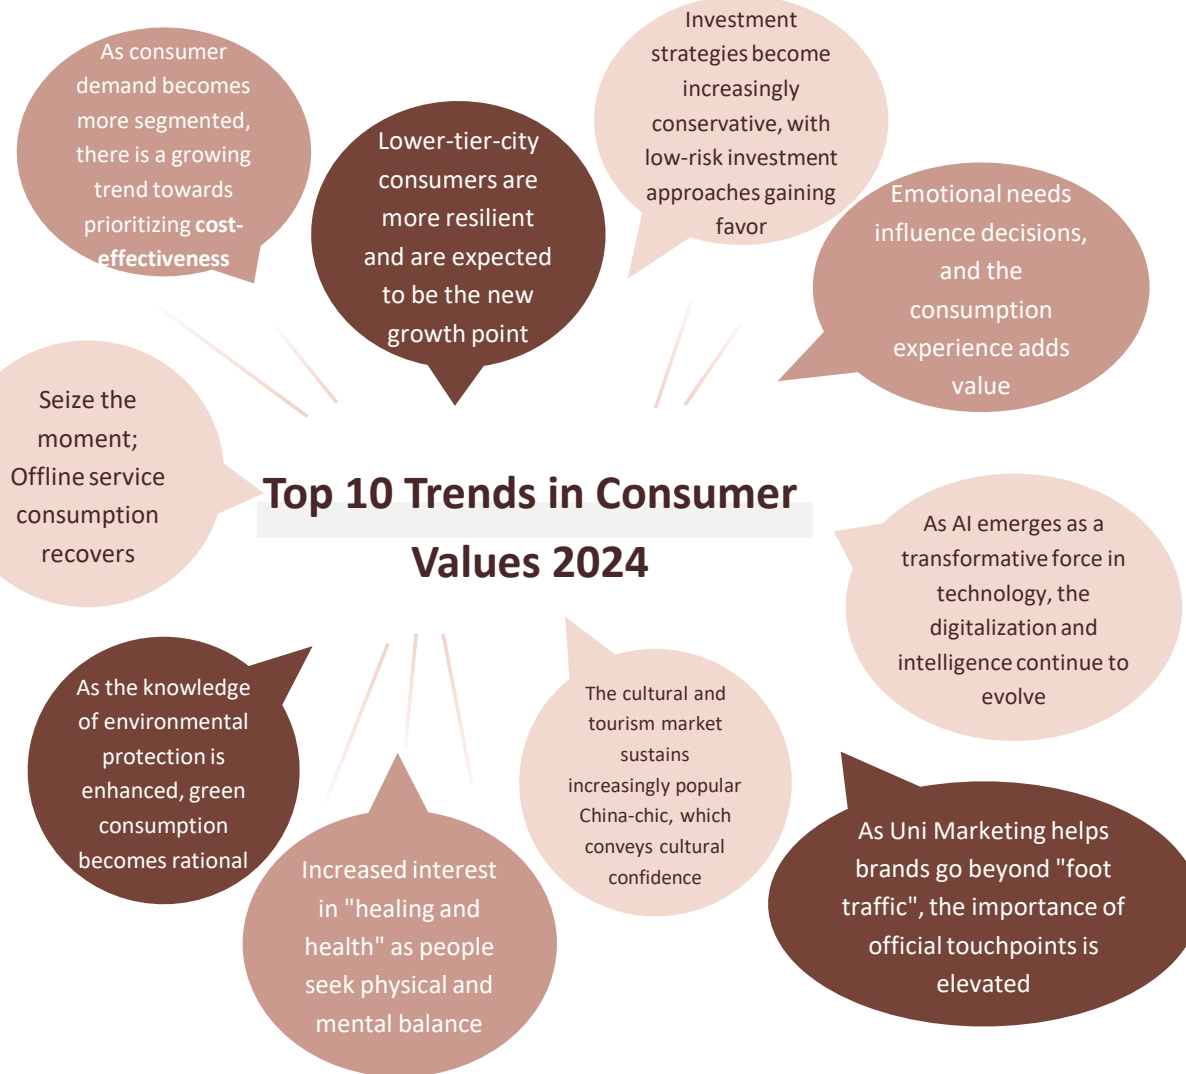 As consumer
demand becomes
more segmented,
there is a growing
trend towards
prioritizing cost-
effectiveness
Lower-tier-city
consumers are
more resilient
and are expected
to be the new
growth point
Investment
strategies become
increasingly
conservative, with
low-risk investment
approaches gaining
favor
Emotional needs
influence decisions,
and the
consumption
experience adds
value
Seize the
moment;
Offline service
consumption
recovers
Top 10 Trends in Consumer
Values 2024
As AI emerges as a
transformative force in
technology, the
digitalization and
intelligence continue to
evolve
As the knowledge
of environmental
protection is
enhanced, green
consumption
becomes rational
Increased interest
in "healing and
health" as people
seek physical and
mental balance
The cultural and
tourism market
sustains
increasingly popular
China-chic, which
conveys cultural
confidence
As Uni Marketing helps
brands go beyond "foot
traffic", the importance of
official touchpoints is
elevated